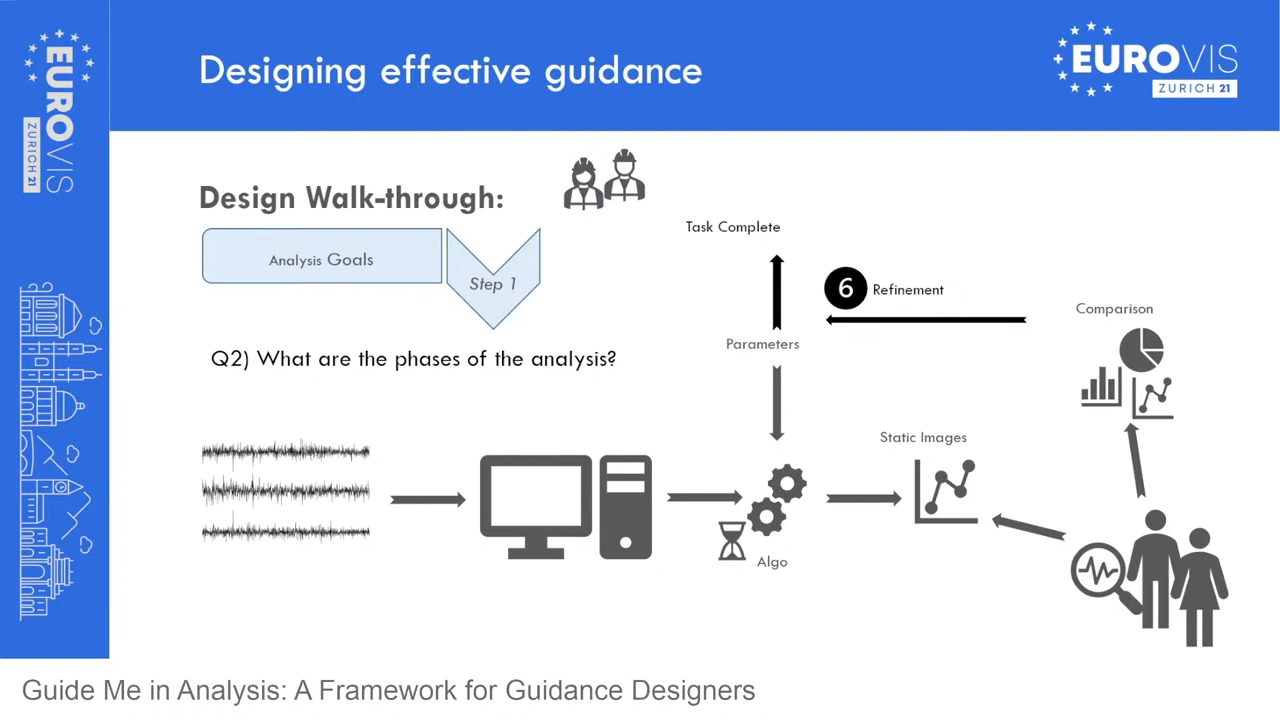 Designing effective guidance
EUROVIS
ZURICH 21
EUROVIS
ZURICH 21
Design Walk-through:
Analysis Goals
Step 1
Q2) What are the phases of the analysis?
Task Complete
6 Refinement
Comparison
Parameters
Static Images
Algo
Guide Me in Analysis: A Framework for Guidance Designers